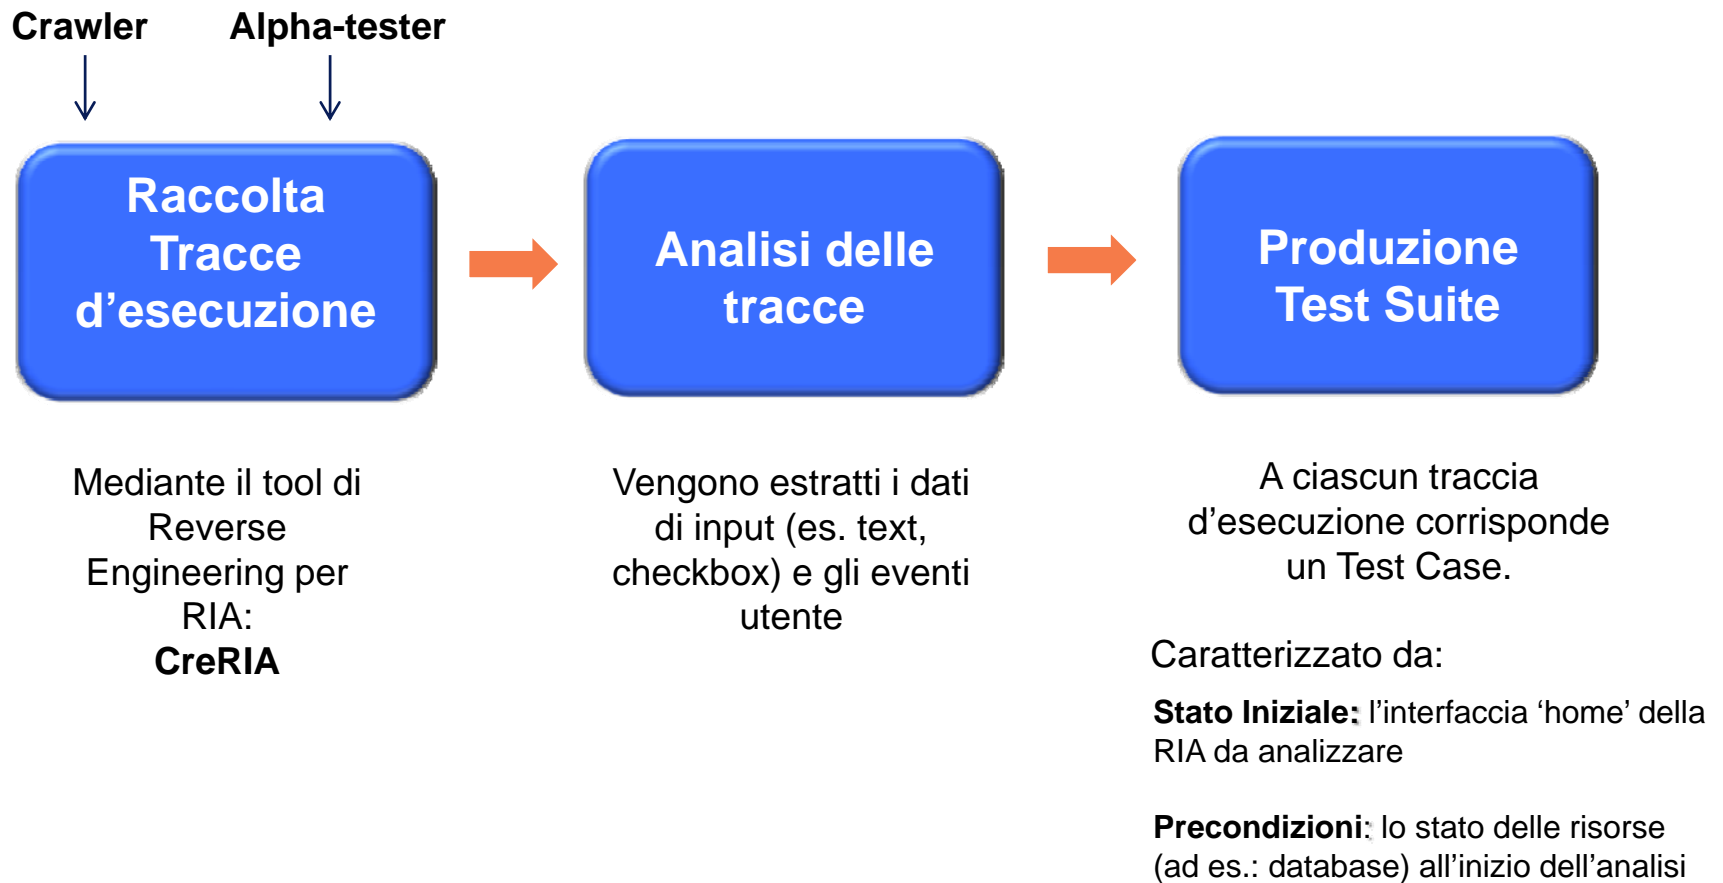 Crawler
Alpha-tester
Raccolta
Tracce
d’esecuzione
Analisi delle
tracce
Produzione
Test Suite
Mediante il tool di
Reverse
Engineering per
RIA:
CreRIA
Vengono estratti i dati
di input (es. text,
checkbox) e gli eventi
utente
A ciascun traccia
d’esecuzione corrisponde
un Test Case.
Caratterizzato da:
Stato Iniziale: l’interfaccia ‘home’ della
RIA da analizzare
Precondizioni: lo stato delle risorse
(ad es.: database) all’inizio dell’analisi